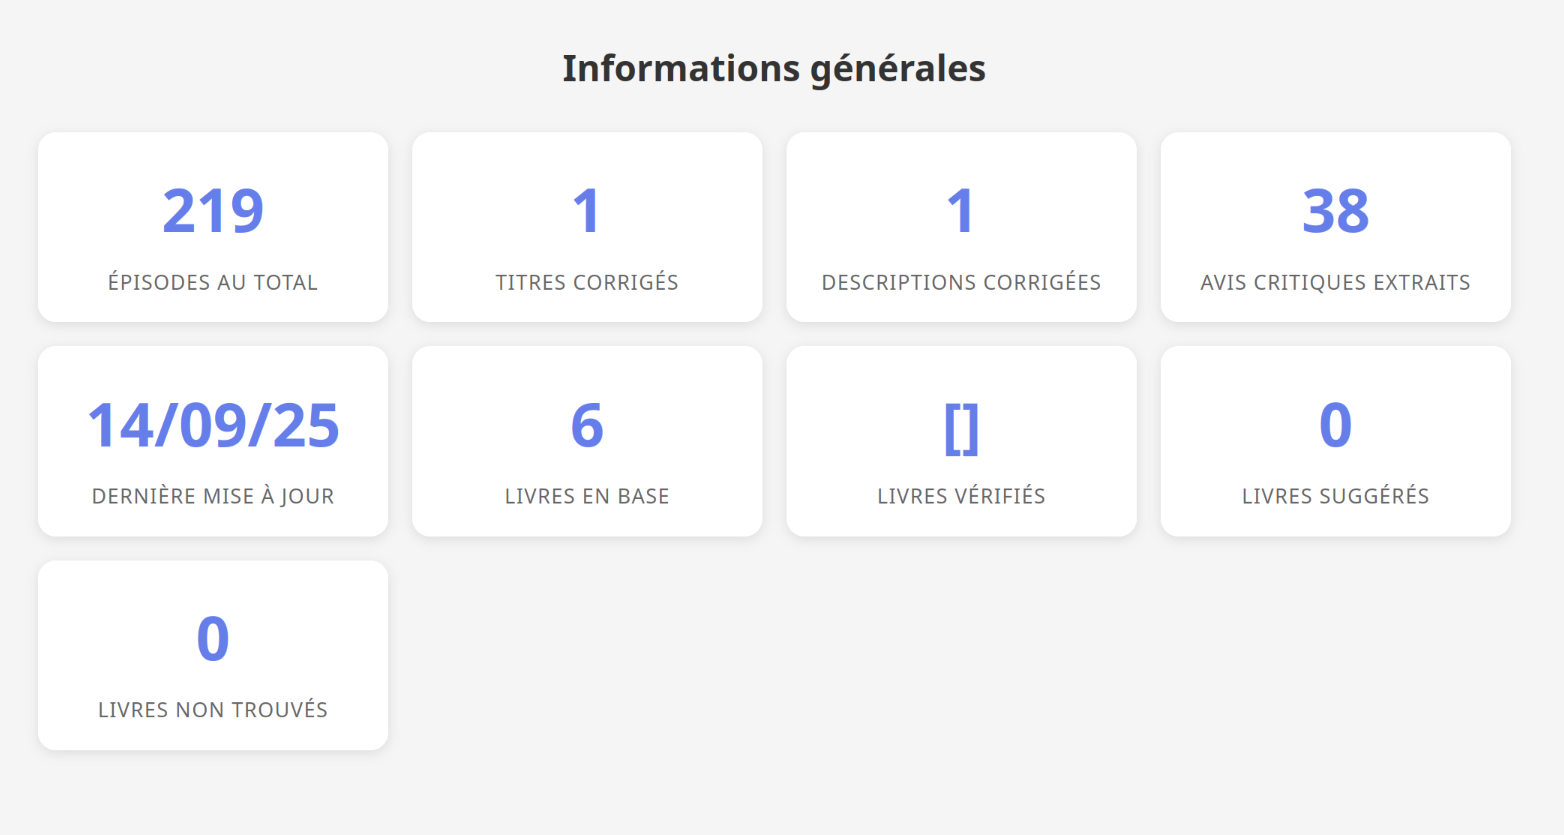 Informations générales
219
ÉPISODES AU TOTAL
1
TITRES CORRIGÉS
1
DESCRIPTIONS CORRIGÉES
38
AVIS CRITIQUES EXTRAITS
14/09/25
DERNIÈRE MISE À JOUR
6
LIVRES EN BASE
[]
LIVRES VÉRIFIÉS
0
LIVRES SUGGÉRÉS
0
LIVRES NON TROUVÉS